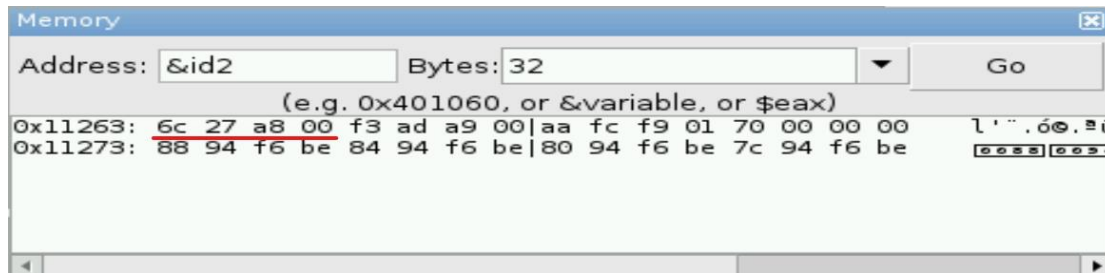 Memory
Address: &id2 Bytes: 32 Go
(e.g. 0x401060, or &variable, or $eax)
0x11263: 6c 27 a8 00 f3 ad a9 00|aa fc f9 01 70 00 00 00 l'¨.ó©.ª
0x11273: 88 94 f6 be 84 94 f6 be|80 94 f6 be 7c 94 f6 be